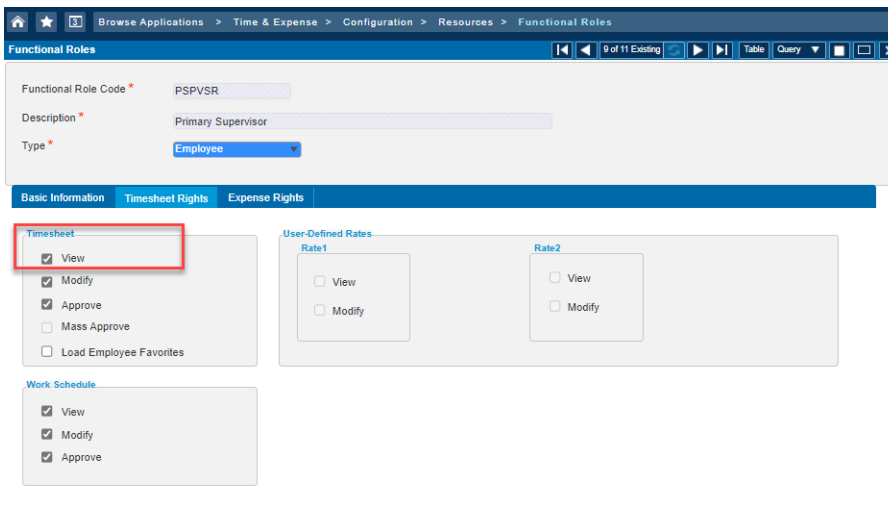 3 Browse Applications > Time & Expense > Configuration > Resources > Functional Roles
Functional Roles 9 of 11 Existing Table Query
Functional Role Code * PSPVSR
Description * Primary Supervisor
Type * Employee
Basic Information Timesheet Rights Expense Rights
Timesheet
View
Modify
Approve
Mass Approve
Load Employee Favorites
User-Defined Rates
Rate1
View
Modify
Rate2
View
Modify
Work Schedule
View
Modify
Approve